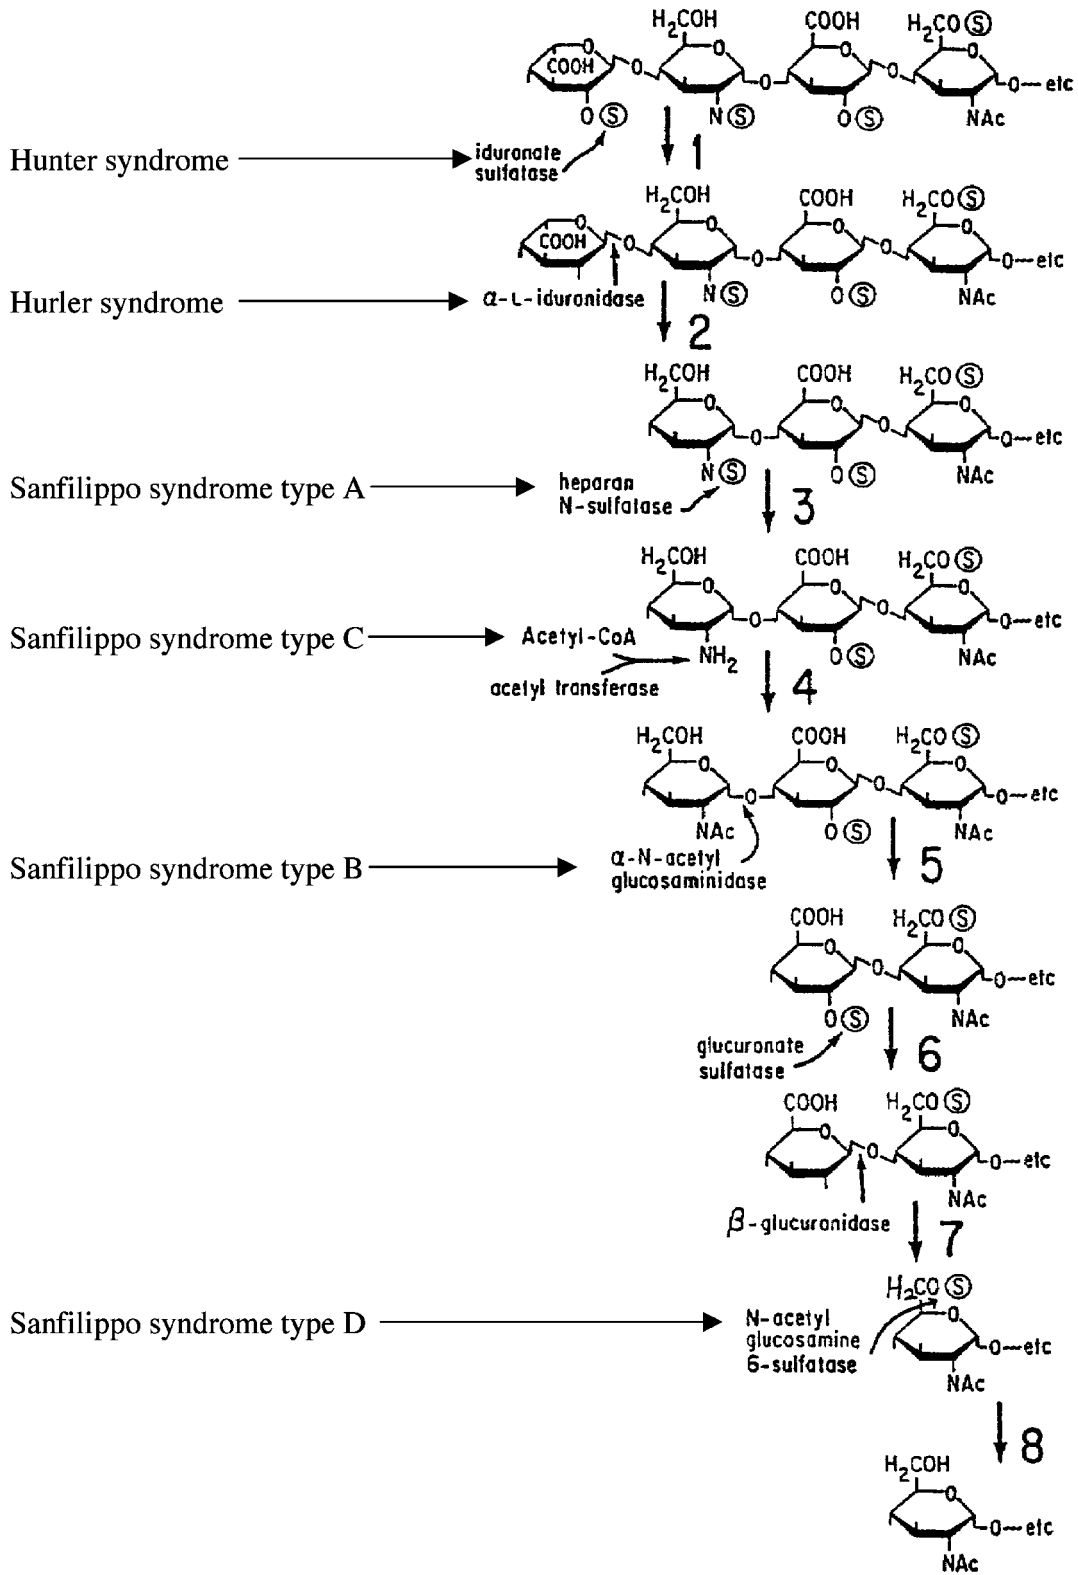 H₂COH COOH H₂CO Ⓢ
COOH O O O O
O O O O—etc
O Ⓢ N Ⓢ O Ⓢ NAc
Hunter syndrome iduronate sulfatase 1
H₂COH COOH H₂CO Ⓢ
COOH O O O O
O O O O—etc
N Ⓢ O Ⓢ NAc
Hurler syndrome α-L-iduronidase 2
H₂COH COOH H₂CO Ⓢ
O O O
O O O—etc
N Ⓢ O Ⓢ NAc
Sanfilippo syndrome type A heparan N-sulfatase 3
H₂COH COOH H₂CO Ⓢ
O O O
O O O—etc
NH₂ O Ⓢ NAc
Sanfilippo syndrome type C Acetyl-CoA
acetyl transferase 4
H₂COH COOH H₂CO Ⓢ
O O O
O O O—etc
NAc O Ⓢ NAc
Sanfilippo syndrome type B α-N-acetyl glucosaminidase 5
COOH H₂CO Ⓢ
O O
O O—etc
O Ⓢ NAc
glucuronate sulfatase 6
COOH H₂CO Ⓢ
O O
O O—etc
NAc
β-glucuronidase 7
H₂CO Ⓢ
Sanfilippo syndrome type D N-acetyl glucosamine 6-sulfatase
O
O—etc
NAc
8
H₂COH
O
O—etc
NAc